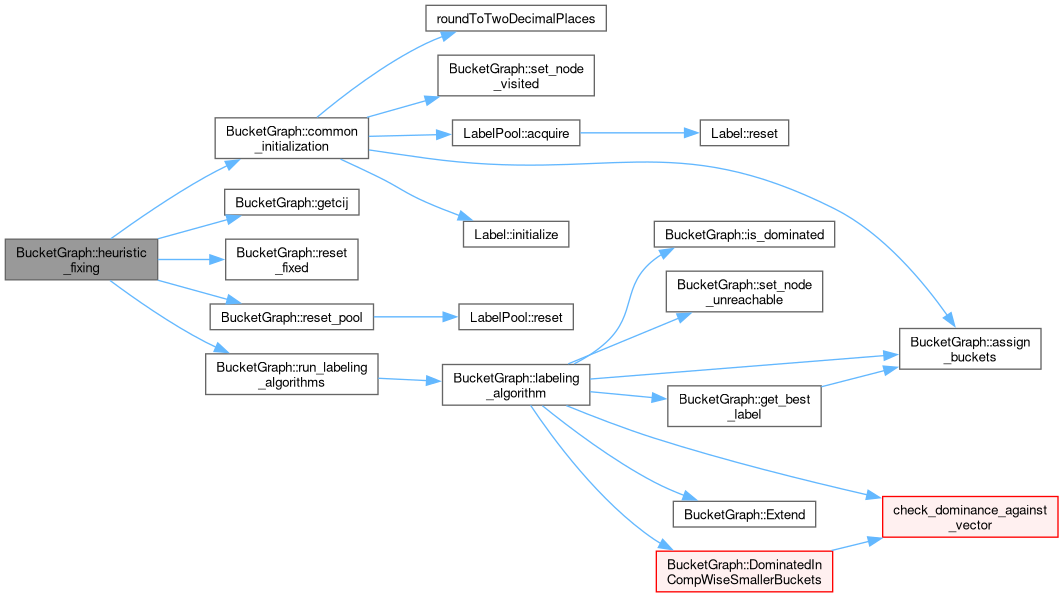 BucketGraph::heuristic
_fixing
BucketGraph::common
_initialization
BucketGraph::getcij
BucketGraph::reset
_fixed
BucketGraph::reset_pool
BucketGraph::run_labeling
_algorithms
roundToTwoDecimalPlaces
BucketGraph::set_node
_visited
LabelPool::acquire
Label::initialize
LabelPool::reset
BucketGraph::labeling
_algorithm
Label::reset
BucketGraph::is_dominated
BucketGraph::set_node
_unreachable
BucketGraph::get_best
_label
BucketGraph::Extend
BucketGraph::DominatedIn
CompWiseSmallerBuckets
BucketGraph::assign
_buckets
check_dominance_against
_vector